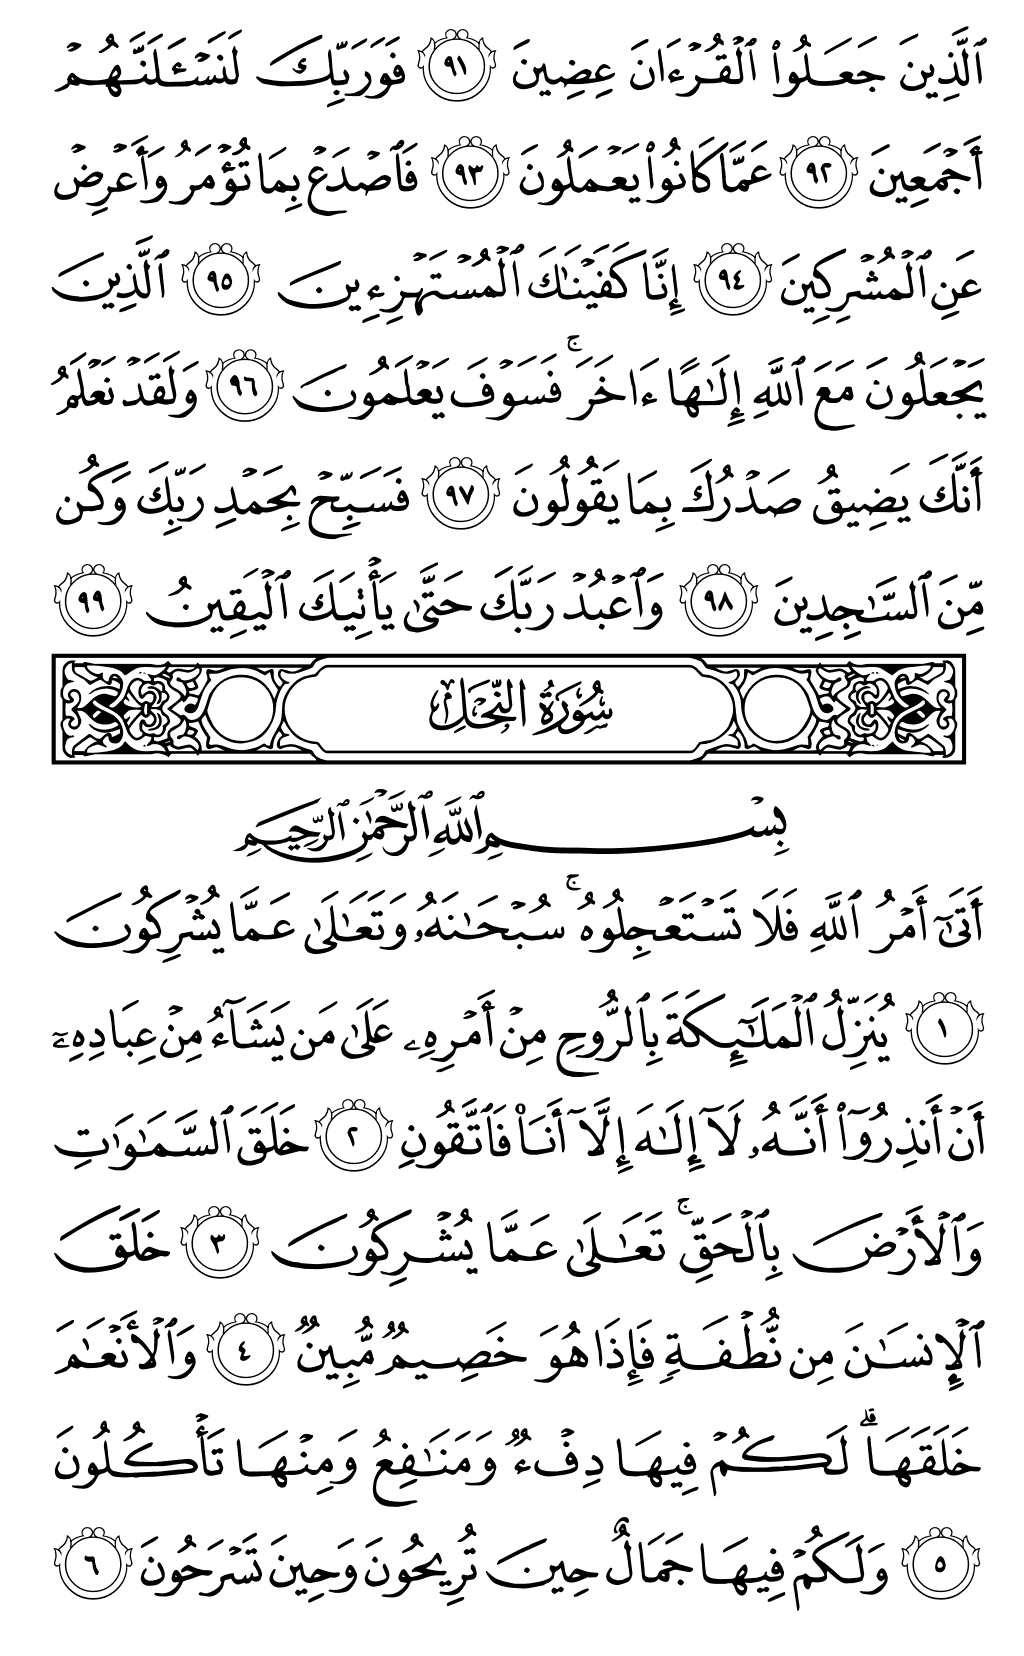 ٱلَّذِينَ جَعَلُوا۟ ٱلْقُرْءَانَ عِضِينَ ٩١ فَوَرَبِّكَ لَنَسْـَٔلَنَّهُمْ
أَجْمَعِينَ ٩٢ عَمَّا كَانُوا۟ يَعْمَلُونَ ٩٣ فَٱصْدَعْ بِمَا تُؤْمَرُ وَأَعْرِضْ
عَنِ ٱلْمُشْرِكِينَ ٩٤ إِنَّا كَفَيْنَـٰكَ ٱلْمُسْتَهْزِءِينَ ٩٥ ٱلَّذِينَ
يَجْعَلُونَ مَعَ ٱللَّهِ إِلَـٰهًا ءَاخَرَ ۚ فَسَوْفَ يَعْلَمُونَ ٩٦ وَلَقَدْ نَعْلَمُ
أَنَّكَ يَضِيقُ صَدْرُكَ بِمَا يَقُولُونَ ٩٧ فَسَبِّحْ بِحَمْدِ رَبِّكَ وَكُن
مِّنَ ٱلسَّـٰجِدِينَ ٩٨ وَٱعْبُدْ رَبَّكَ حَتَّىٰ يَأْتِيَكَ ٱلْيَقِينُ ٩٩
سُورَةُ النَّحْلِ
بِسْمِ ٱللَّهِ ٱلرَّحْمَـٰنِ ٱلرَّحِيمِ
أَتَىٰٓ أَمْرُ ٱللَّهِ فَلَا تَسْتَعْجِلُوهُ ۚ سُبْحَـٰنَهُۥ وَتَعَـٰلَىٰ عَمَّا يُشْرِكُونَ
١ يُنَزِّلُ ٱلْمَلَـٰٓئِكَةَ بِٱلرُّوحِ مِنْ أَمْرِهِۦ عَلَىٰ مَن يَشَآءُ مِنْ عِبَادِهِۦٓ
أَنْ أَنذِرُوٓا۟ أَنَّهُۥ لَآ إِلَـٰهَ إِلَّآ أَنَا۠ فَٱتَّقُونِ ٢ خَلَقَ ٱلسَّمَـٰوَٰتِ
وَٱلْأَرْضَ بِٱلْحَقِّ ۚ تَعَـٰلَىٰ عَمَّا يُشْرِكُونَ ٣ خَلَقَ
ٱلْإِنسَـٰنَ مِن نُّطْفَةٍ فَإِذَا هُوَ خَصِيمٌ مُّبِينٌ ٤ وَٱلْأَنْعَـٰمَ
خَلَقَهَا ۗ لَكُمْ فِيهَا دِفْءٌ وَمَنَـٰفِعُ وَمِنْهَا تَأْكُلُونَ
٥ وَلَكُمْ فِيهَا جَمَالٌ حِينَ تُرِيحُونَ وَحِينَ تَسْرَحُونَ ٦